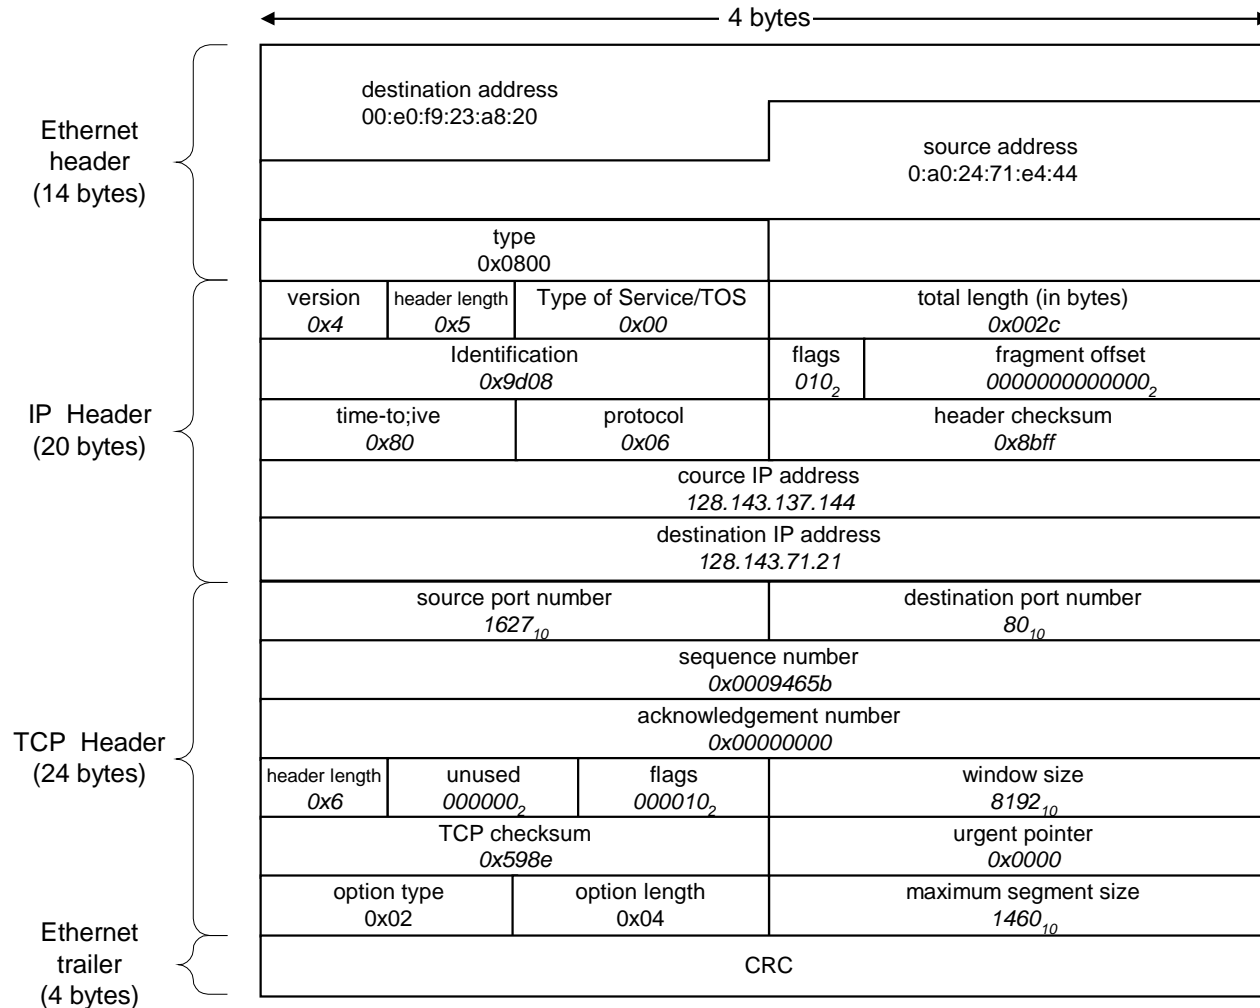 4 bytes
Ethernet
header
(14 bytes)
destination address
00:e0:f9:23:a8:20
source address
0:a0:24:71:e4:44
type
0x0800
IP Header
(20 bytes)
version
0x4
header length
0x5
Type of Service/TOS
0x00
total length (in bytes)
0x002c
Identification
0x9d08
flags
010₂
fragment offset
0000000000000₂
time-to;ive
0x80
protocol
0x06
header checksum
0x8bff
cource IP address
128.143.137.144
destination IP address
128.143.71.21
TCP Header
(24 bytes)
source port number
1627₁₀
destination port number
80₁₀
sequence number
0x0009465b
acknowledgement number
0x00000000
header length
0x6
unused
000000₂
flags
000010₂
window size
8192₁₀
TCP checksum
0x598e
urgent pointer
0x0000
option type
0x02
option length
0x04
maximum segment size
1460₁₀
Ethernet
trailer
(4 bytes)
CRC